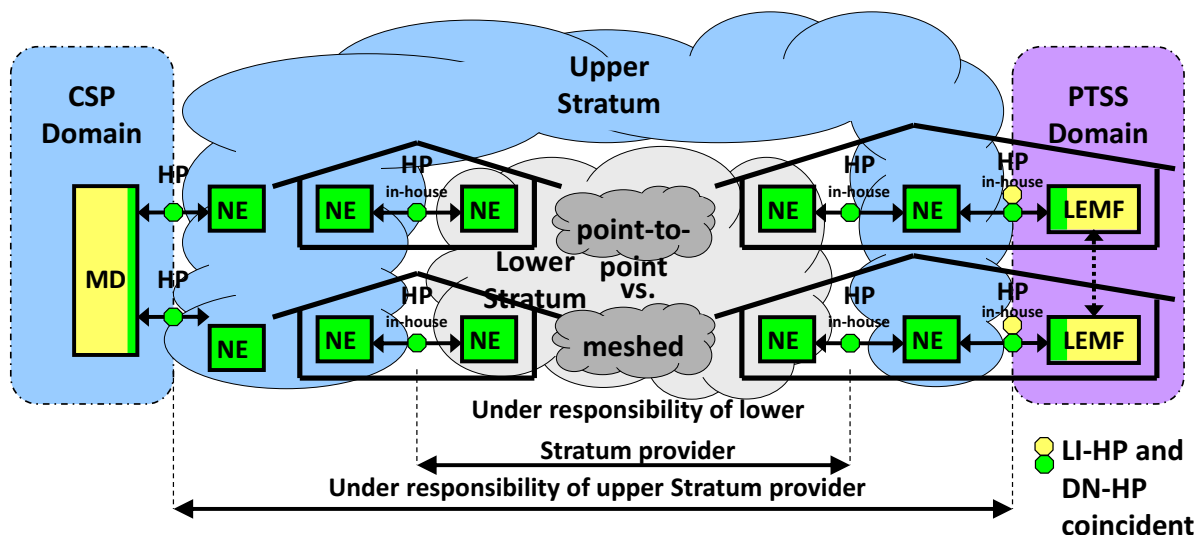 Upper
Stratum
CSP
Domain
PTSS
Domain
HP
HP
in-house
HP
in-house
HP
in-house
NE
NE
NE
NE
NE
LEMF
point-to-
point
vs.
meshed
Lower
Stratum
MD
HP
HP
in-house
HP
in-house
HP
in-house
NE
NE
NE
NE
NE
LEMF
Under responsibility of lower
Stratum provider
Under responsibility of upper Stratum provider
LI-HP and
DN-HP
coincident